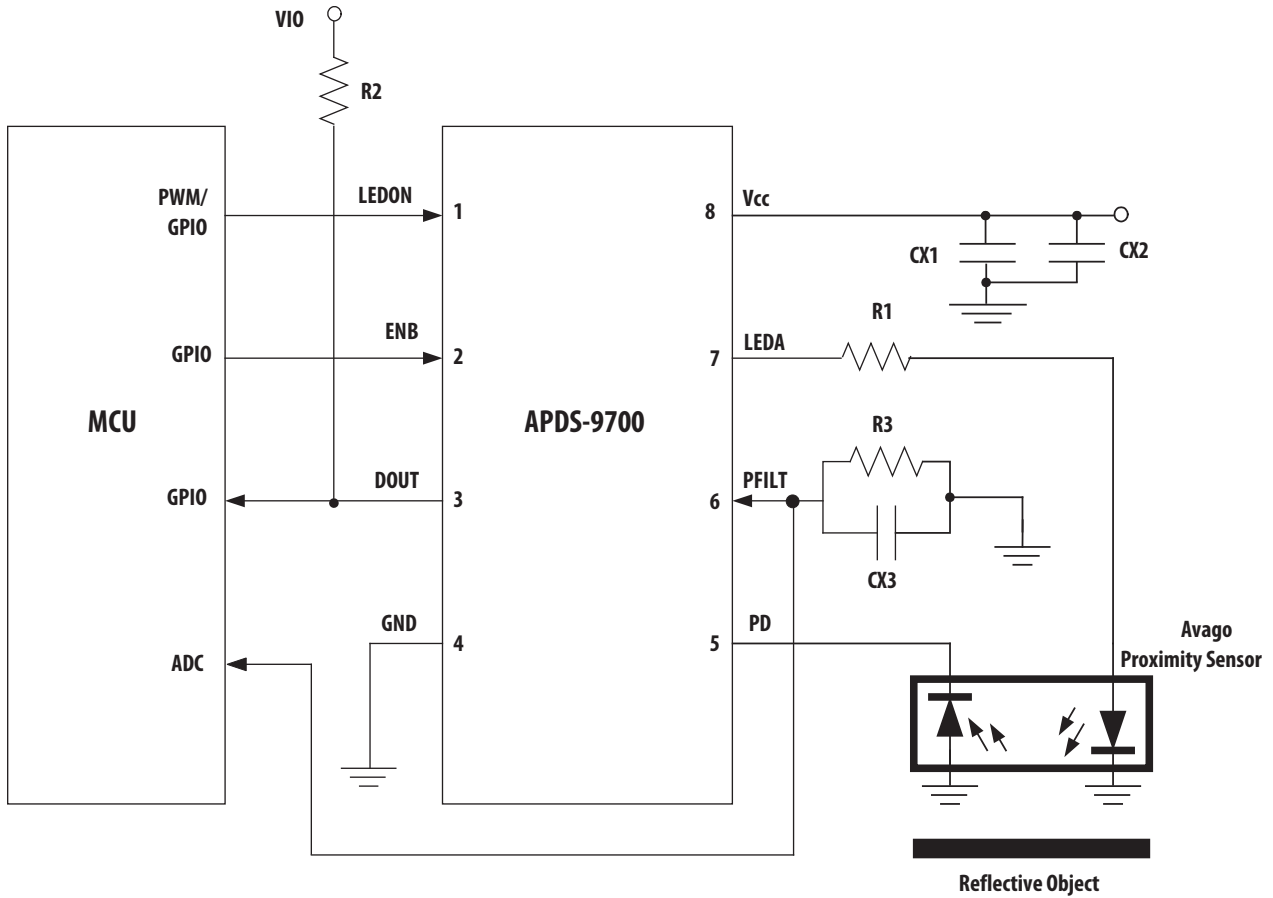 VIO
R2
MCU
PWM/
GPIO
LEDON
1
GPIO
ENB
2
GPIO
DOUT
3
GND
4
ADC
APDS-9700
8
Vcc
CX1
CX2
R1
7
LEDA
R3
6
PFILT
CX3
5
PD
Avago
Proximity Sensor
Reflective Object